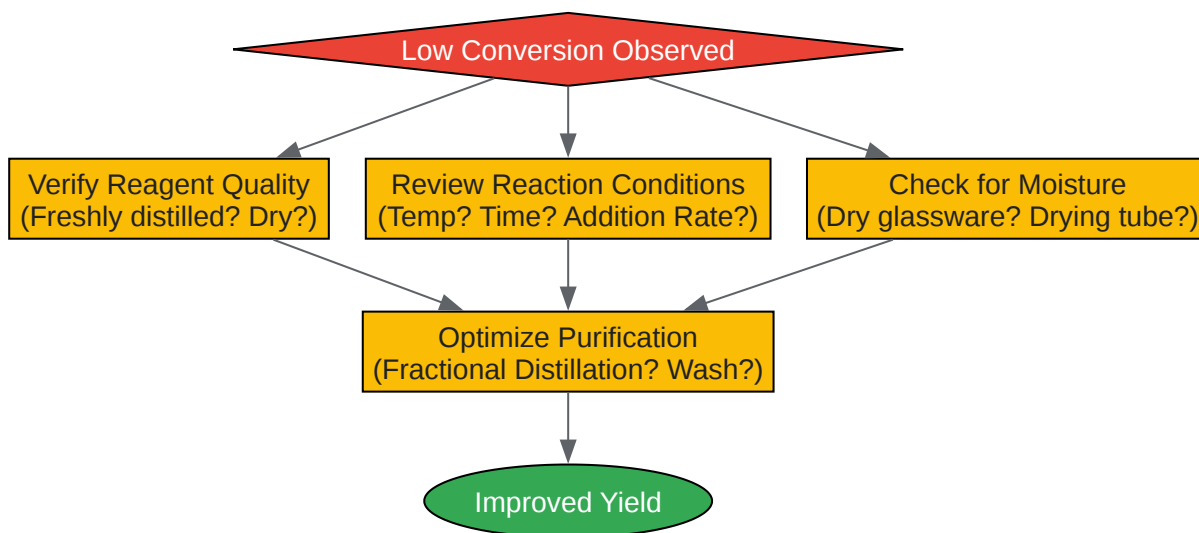 Low Conversion Observed
Verify Reagent Quality
(Freshly distilled? Dry?)
Review Reaction Conditions
(Temp? Time? Addition Rate?)
Check for Moisture
(Dry glassware? Drying tube?)
Optimize Purification
(Fractional Distillation? Wash?)
Improved Yield